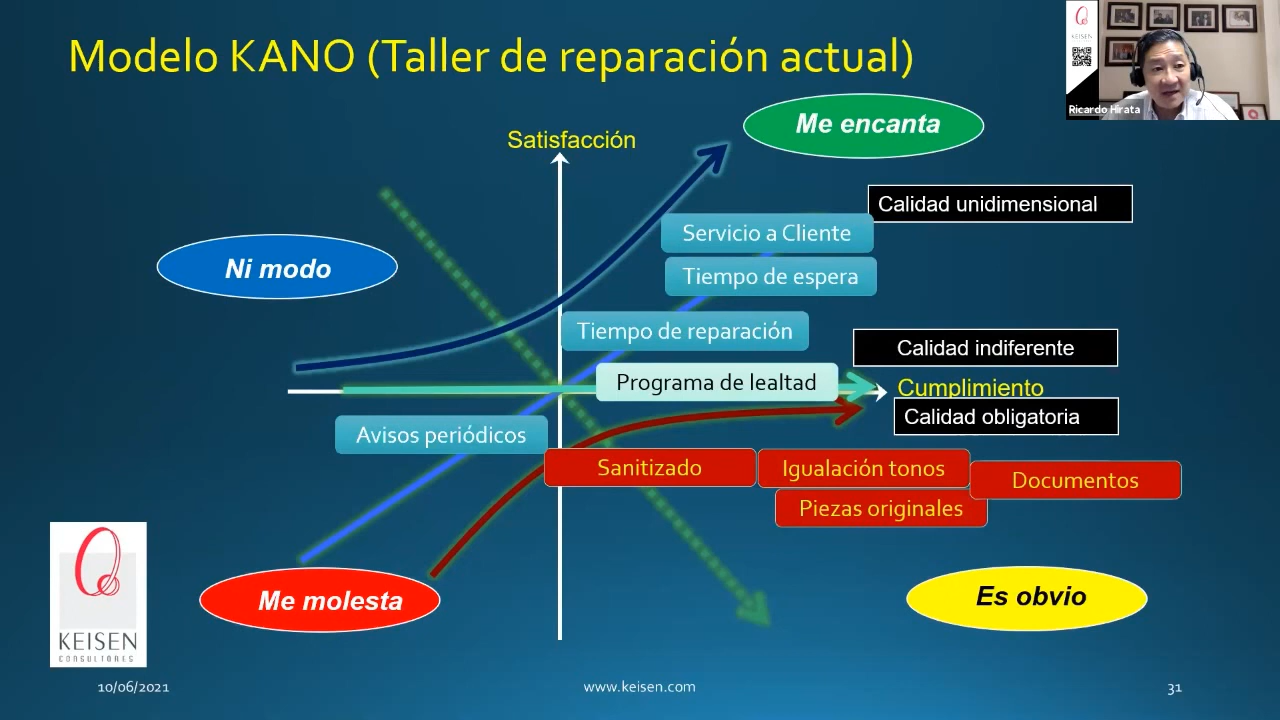 Modelo KANO (Taller de reparación actual)
KEISEN
Ricardo Hirata
Me encanta
Satisfacción
Calidad unidimensional
Servicio a Cliente
Ni modo
Tiempo de espera
Tiempo de reparación
Calidad indiferente
Programa de lealtad
Cumplimiento
Calidad obligatoria
Avisos periódicos
Sanitizado
Igualación tonos
Documentos
Piezas originales
Me molesta
Es obvio
KEISEN
CONSULTORES
10/06/2021
www.keisen.com
31